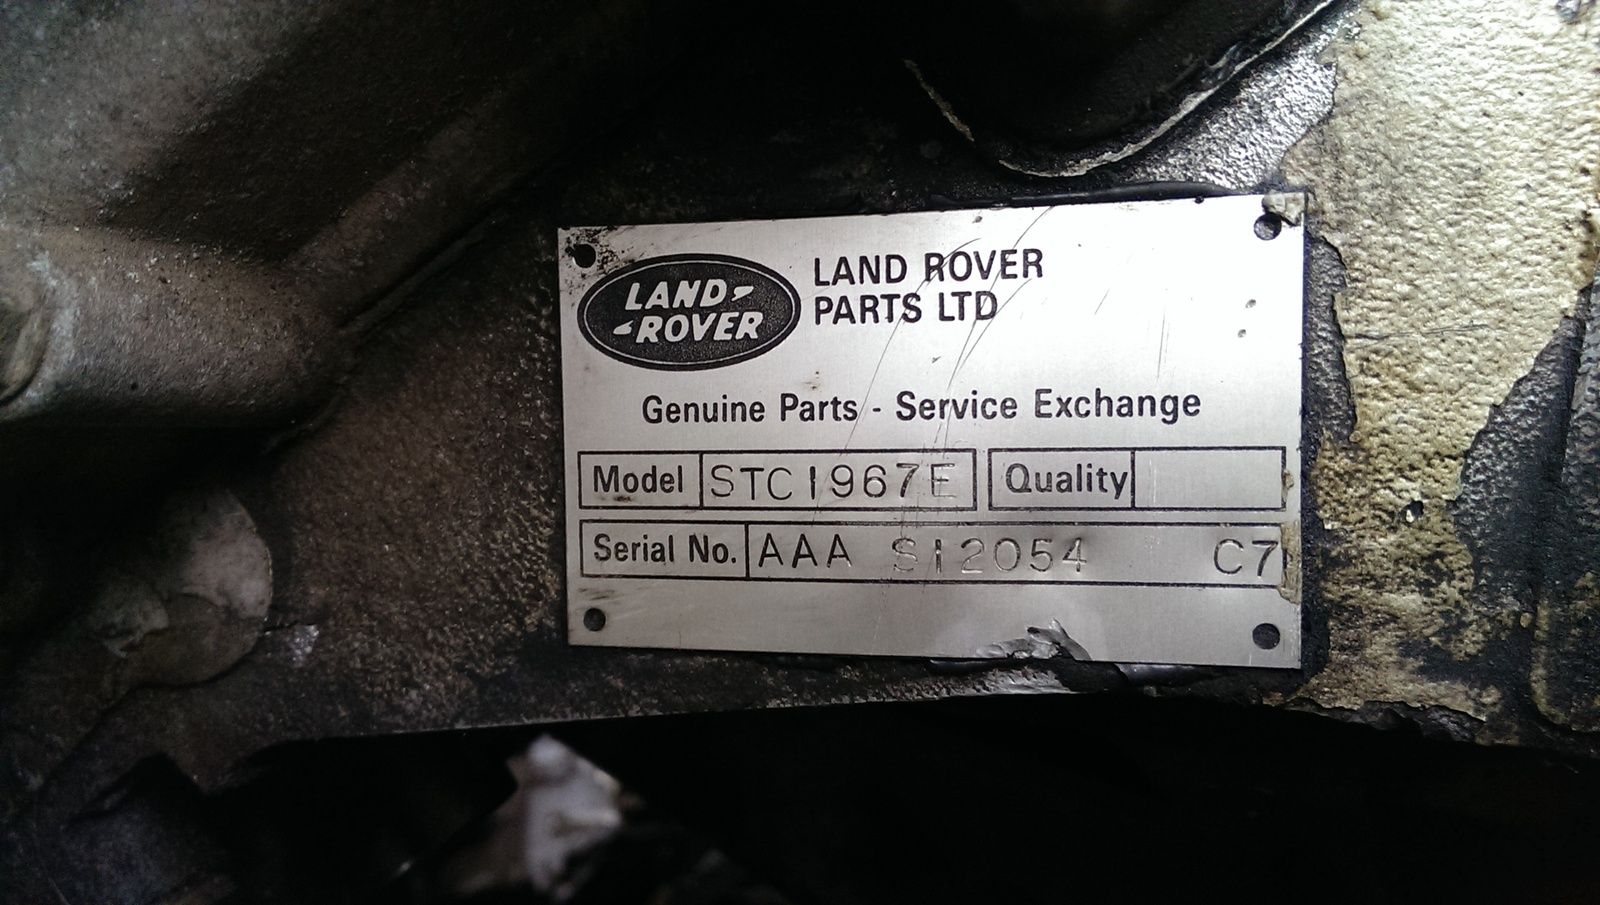 LAND
ROVER
LAND ROVER
PARTS LTD
Genuine Parts - Service Exchange
Model STC1967E Quality
Serial No. AAA S12054 C7